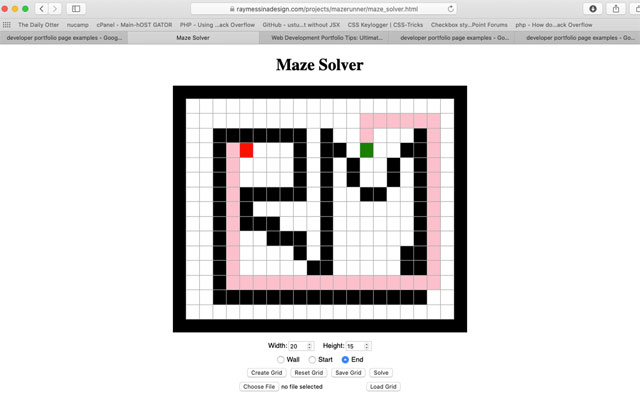 raymessinadesign.com/projects/mazerunner/maze_solver.html
The Daily Ditter nucamp cPanel - Main-hOST GATOR PHP - Using ...ack Overflow GitHub - ustu...t without JSX CSS Keylogger | CSS-Tricks Checkbox sty...Point Forums php - How do...ack Overflow
developer portfolio page examples - Goog... Maze Solver Web Development Portfolio Tips: Ultimat... developer portfolio page examples - Go... developer portfolio page examples - Go...
Maze Solver
Width: 20 Height: 15
Wall Start End
Create Grid Reset Grid Save Grid Solve
Choose File no file selected Load Grid